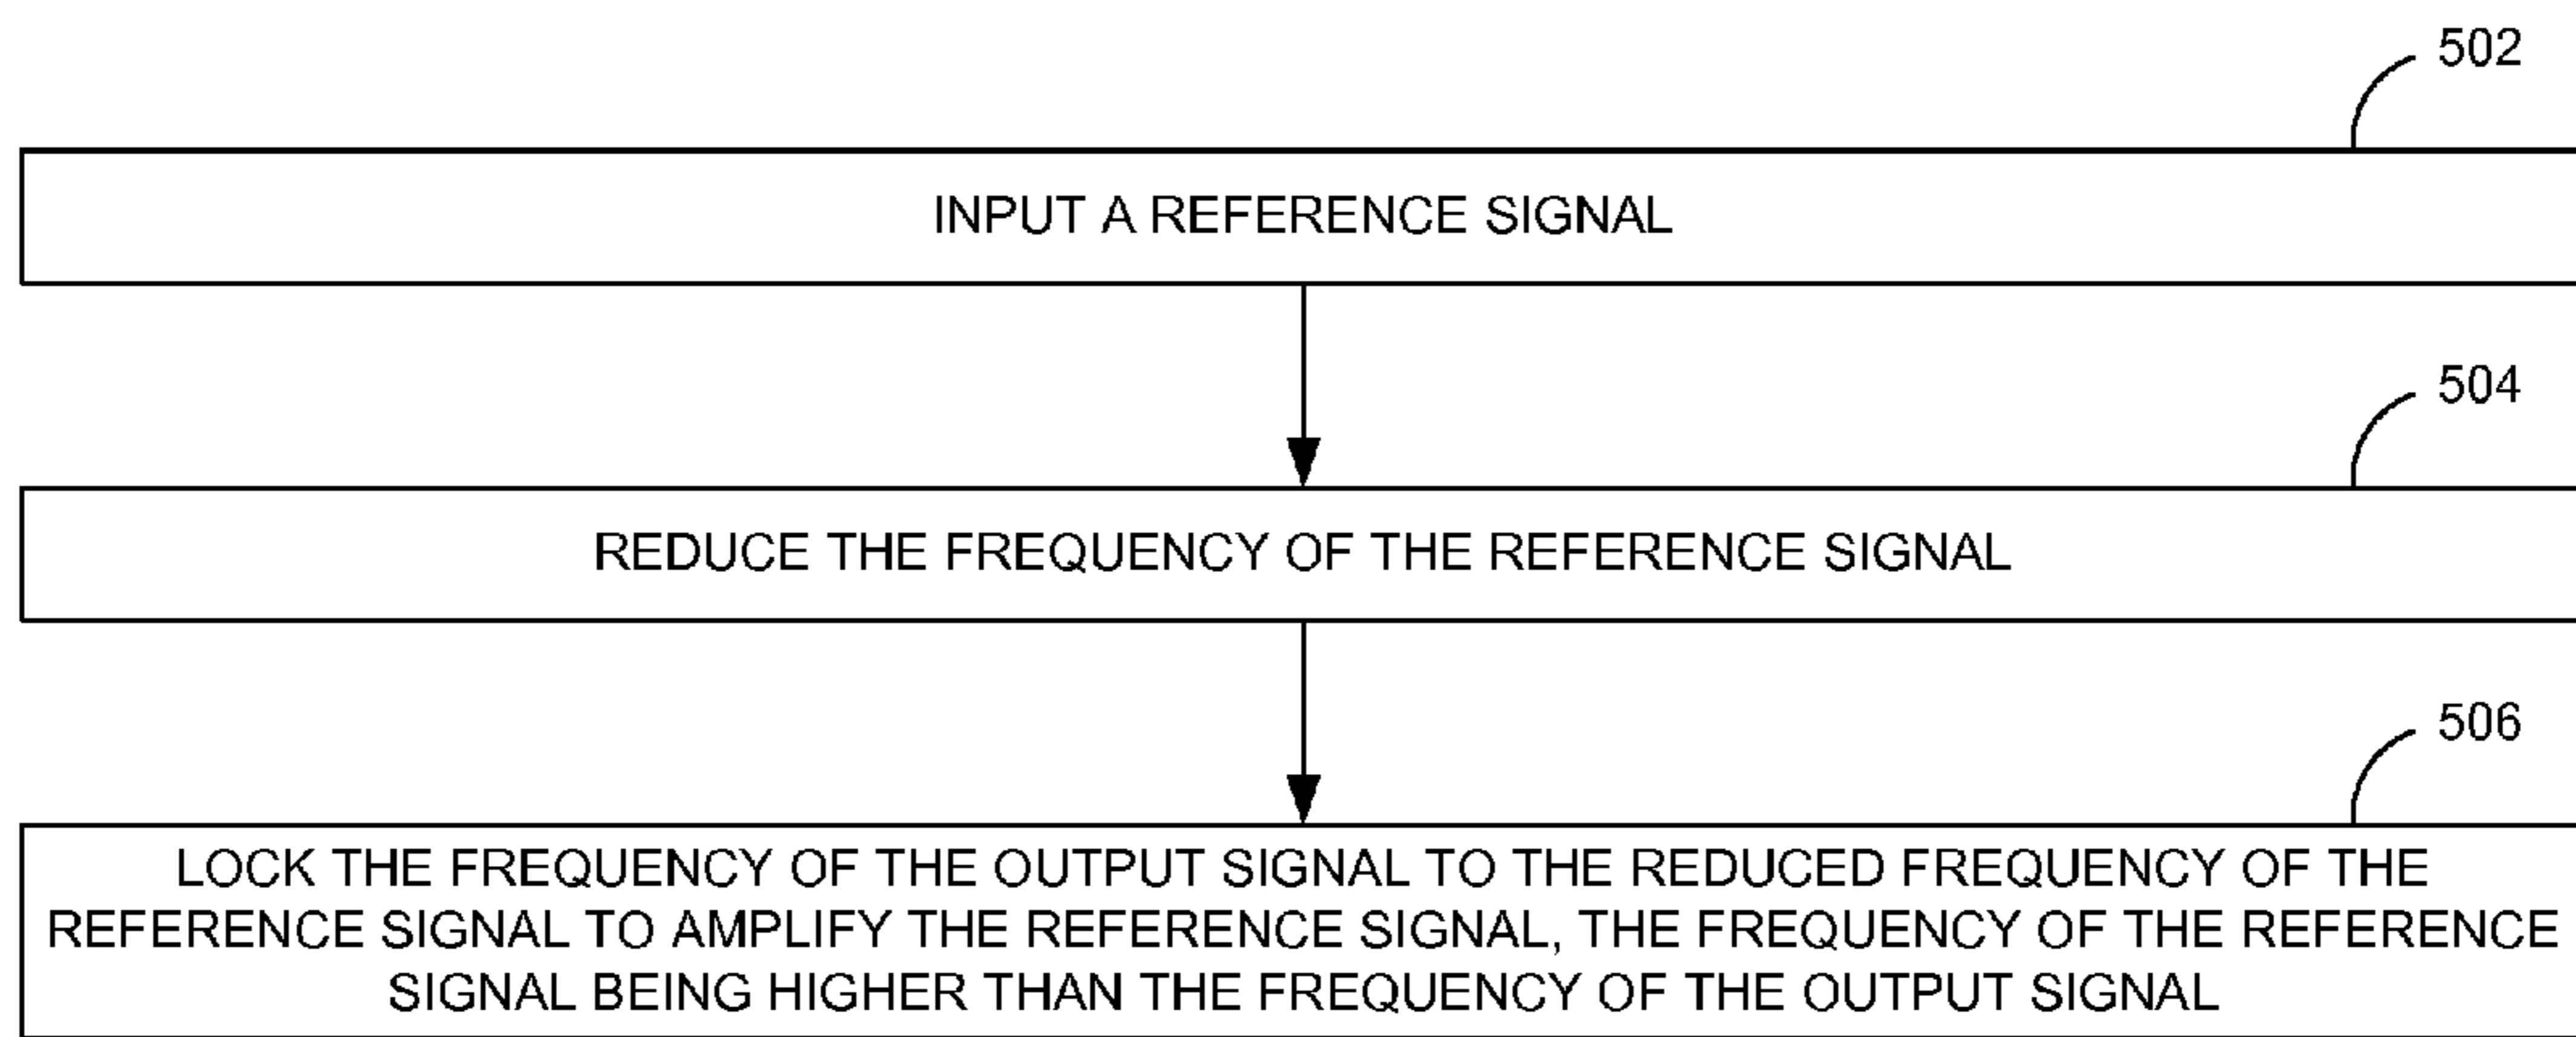 502
INPUT A REFERENCE SIGNAL
504
REDUCE THE FREQUENCY OF THE REFERENCE SIGNAL
506
LOCK THE FREQUENCY OF THE OUTPUT SIGNAL TO THE REDUCED FREQUENCY OF THE
REFERENCE SIGNAL TO AMPLIFY THE REFERENCE SIGNAL, THE FREQUENCY OF THE REFERENCE
SIGNAL BEING HIGHER THAN THE FREQUENCY OF THE OUTPUT SIGNAL